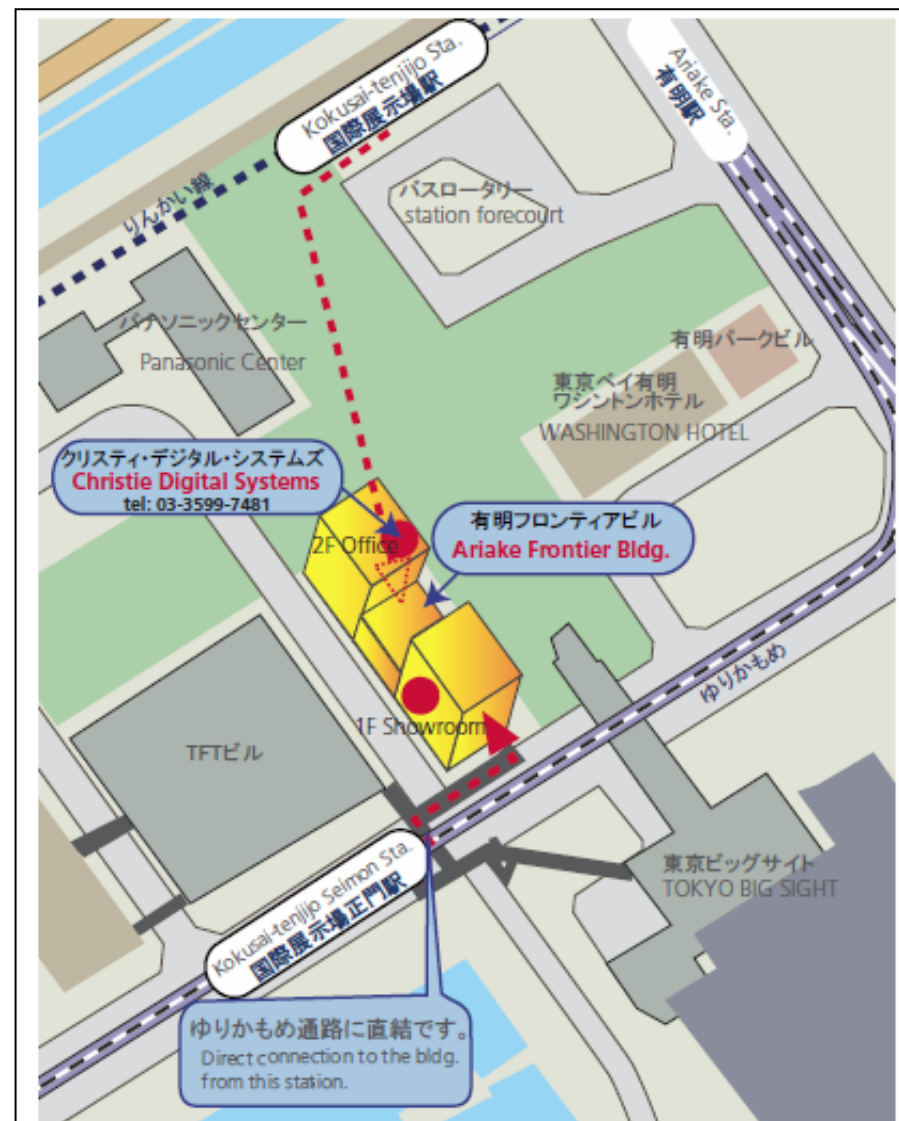 Kokusai-tenjijo Sta.
国際展示場駅
Ariake Sta.
有明駅
りんかい線
バスロータリー
station forecourt
パナソニックセンター
Panasonic Center
有明パークビル
東京ベイ有明
ワシントンホテル
WASHINGTON HOTEL
クリスティ・デジタル・システムズ
Christie Digital Systems
tel: 03-3599-7481
有明フロンティアビル
Ariake Frontier Bldg.
2F Office
1F Showroom
ゆりかもめ
TFTビル
東京ビッグサイト
TOKYO BIG SIGHT
Kokusai-tenjijo Seimon Sta.
国際展示場正門駅
ゆりかもめ通路に直結です。
Direct connection to the bldg.
from this station.